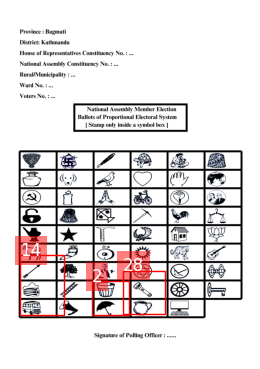 Province : Bagmati
District: Kathmandu
House of Representatives Constituency No. : ...
National Assembly Constituency No. : ...
Rural/Municipality : ...
Ward No. : ...
Voters No. : ...
National Assembly Member Election
Ballots of Proportional Electoral System
[ Stamp only inside a symbol box ]
14
28
Signature of Polling Officer : ......